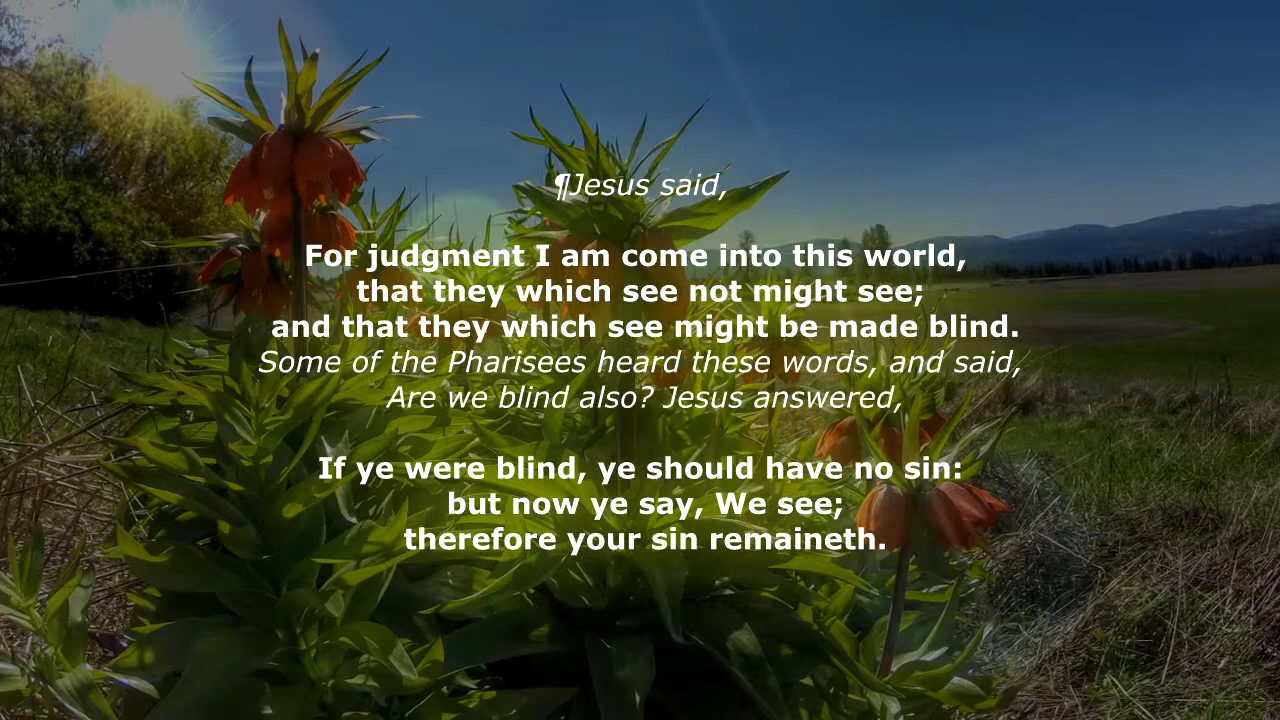 ¶Jesus said,
For judgment I am come into this world,
that they which see not might see;
and that they which see might be made blind.
Some of the Pharisees heard these words, and said,
Are we blind also? Jesus answered,
If ye were blind, ye should have no sin:
but now ye say, We see;
therefore your sin remaineth.